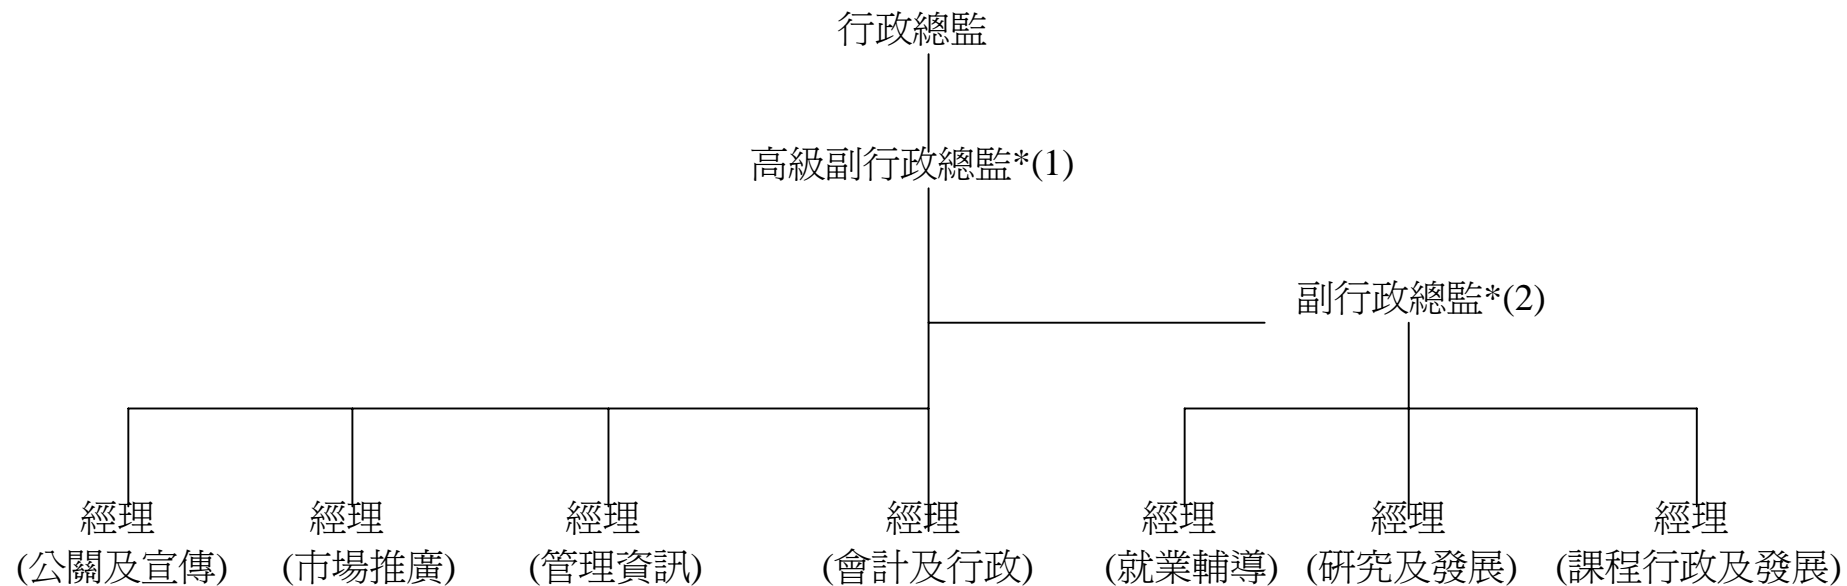 行政總監
高級副行政總監*(1)
副行政總監*(2)
經理
(公關及宣傳)
經理
(市場推廣)
經理
(管理資訊)
經理
(會計及行政)
經理
(就業輔導)
經理
(研究及發展)
經理
(課程行政及發展)